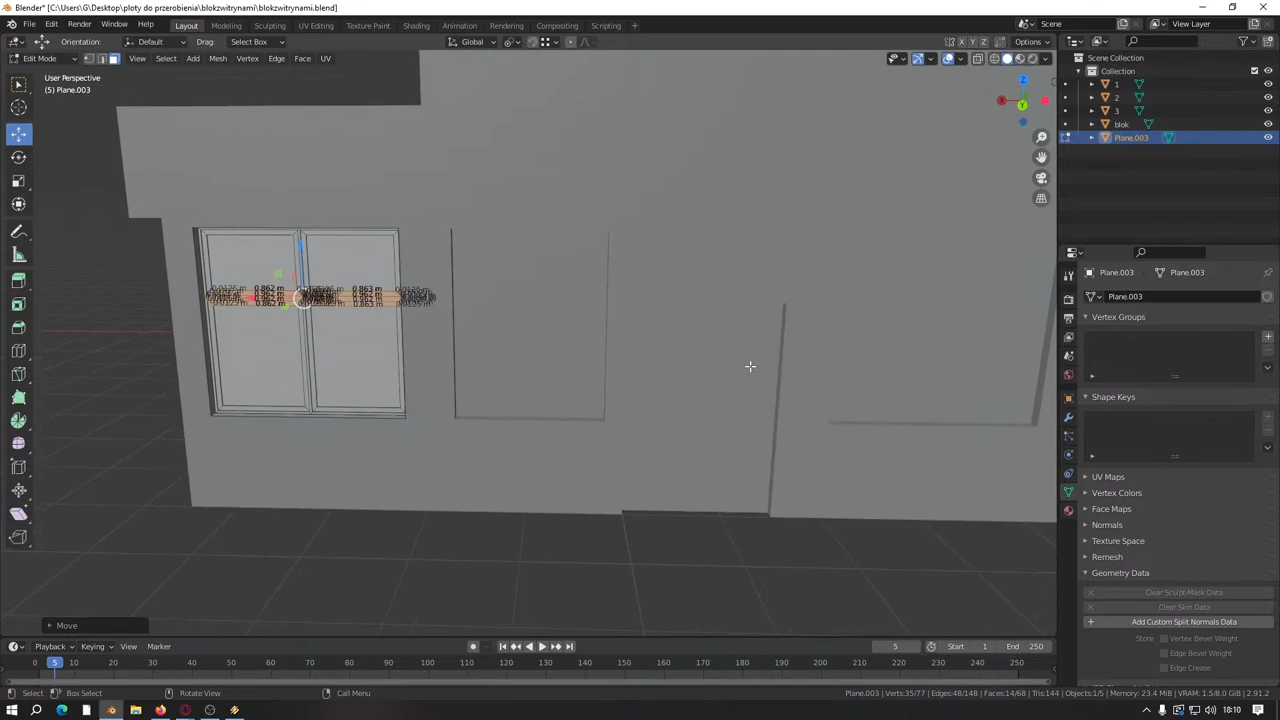 Blender* [C:\Users\G\Desktop\ploty do przerobienia\blokzwitrynami\blokzwitrynami.blend]
File Edit Render Window Help Layout Modeling Sculpting UV Editing Texture Paint Shading Animation Rendering Compositing Scripting + Scene View Layer
Orientation: Default Drag: Select Box Global X Y Z Options
Edit Mode View Select Add Mesh Vertex Edge Face UV
User Perspective
(5) Plane.003
Z
X
Y
0.862 m 0.863 m
0.862 m 0.863 m
Move
Scene Collection
Collection
1
2
3
blok
Plane.003
Plane.003 Plane.003
Plane.003
Vertex Groups
Shape Keys
UV Maps
Vertex Colors
Face Maps
Normals
Texture Space
Remesh
Geometry Data
Clear Sculpt-Mask Data
Clear Skin Data
Add Custom Split Normals Data
Store Vertex Bevel Weight
Edge Bevel Weight
Edge Crease
Playback Keying View Marker 5 Start 1 End 250
0 5 10 20 30 40 50 60 70 80 90 100 110 120 130 140 150 160 170 180 190 200 210 220 230 240 250
Select Box Select Rotate View Call Menu Plane.003 | Verts:35/77 | Edges:48/148 | Faces:14/68 | Tris:144 | Objects:1/5 | Memory: 23.4 MiB | VRAM: 1.5/8.0 GiB | 2.91.2
18:10